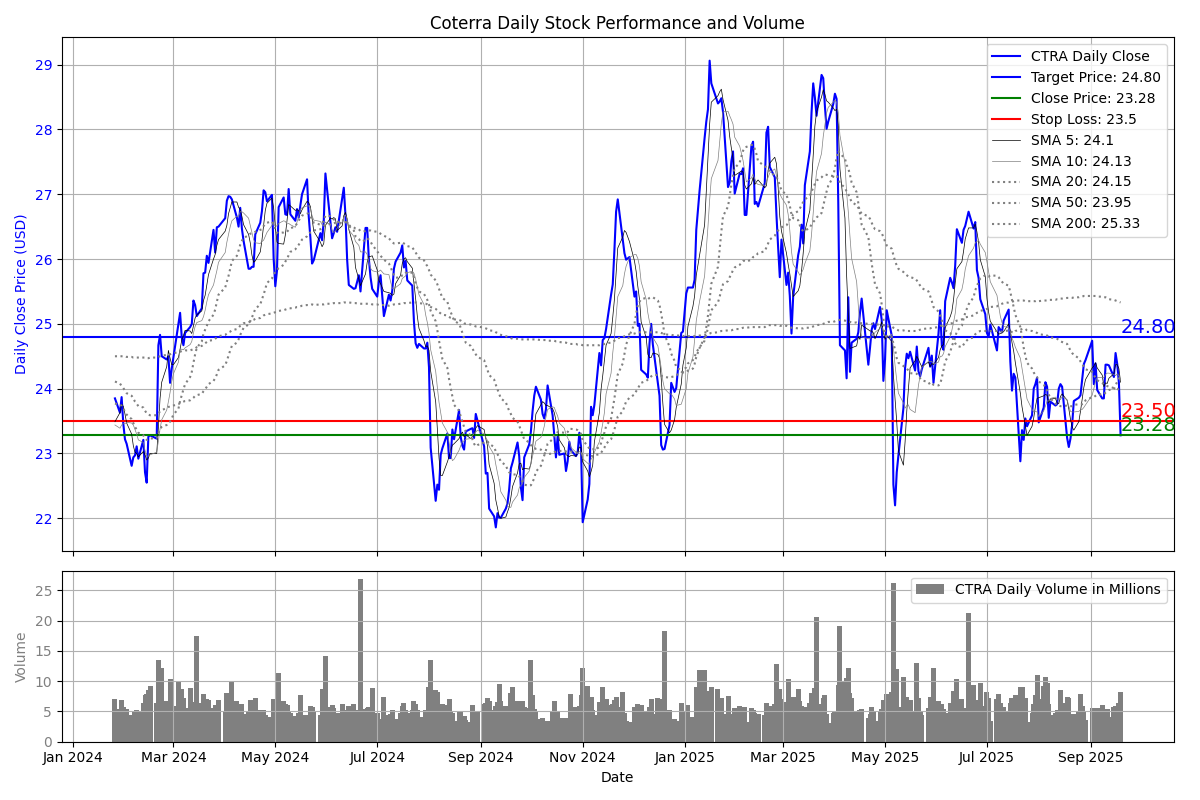 Coterra Daily Stock Performance and Volume
Daily Close Price (USD)
29
28
27
26
25
24
23
22
CTRA Daily Close
Target Price: 24.80
Close Price: 23.28
Stop Loss: 23.5
SMA 5: 24.1
SMA 10: 24.13
SMA 20: 24.15
SMA 50: 23.95
SMA 200: 25.33
24.80
23.50
23.28
Volume
25
20
15
10
5
0
CTRA Daily Volume in Millions
Jan 2024 Mar 2024 May 2024 Jul 2024 Sep 2024 Nov 2024 Jan 2025 Mar 2025 May 2025 Jul 2025 Sep 2025
Date